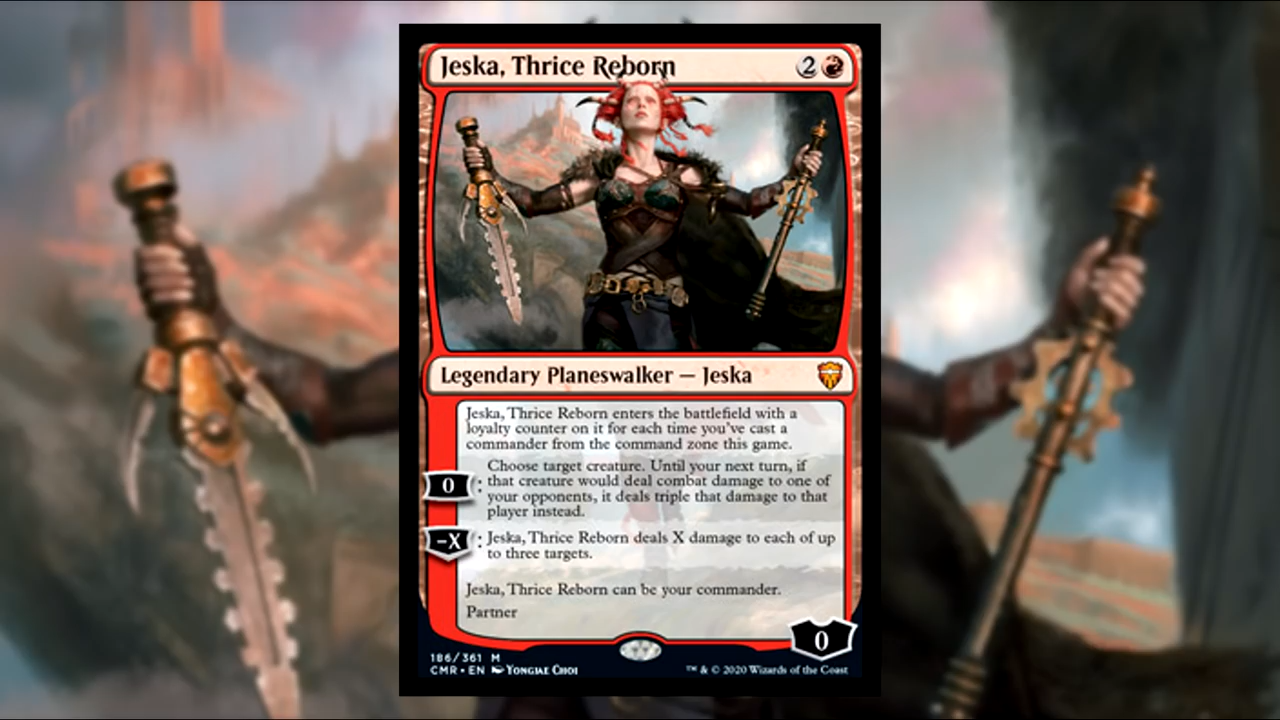 Jeska, Thrice Reborn 2
Legendary Planeswalker — Jeska
Jeska, Thrice Reborn enters the battlefield with a
loyalty counter on it for each time you've cast a
commander from the command zone this game.
0 : Choose target creature. Until your next turn, if
that creature would deal combat damage to one of
your opponents, it deals triple that damage to that
player instead.
−X : Jeska, Thrice Reborn deals X damage to each of up
to three targets.
Jeska, Thrice Reborn can be your commander.
Partner
0
186/361 M
CMR • EN Yongjae Choi
™ & © 2020 Wizards of the Coast